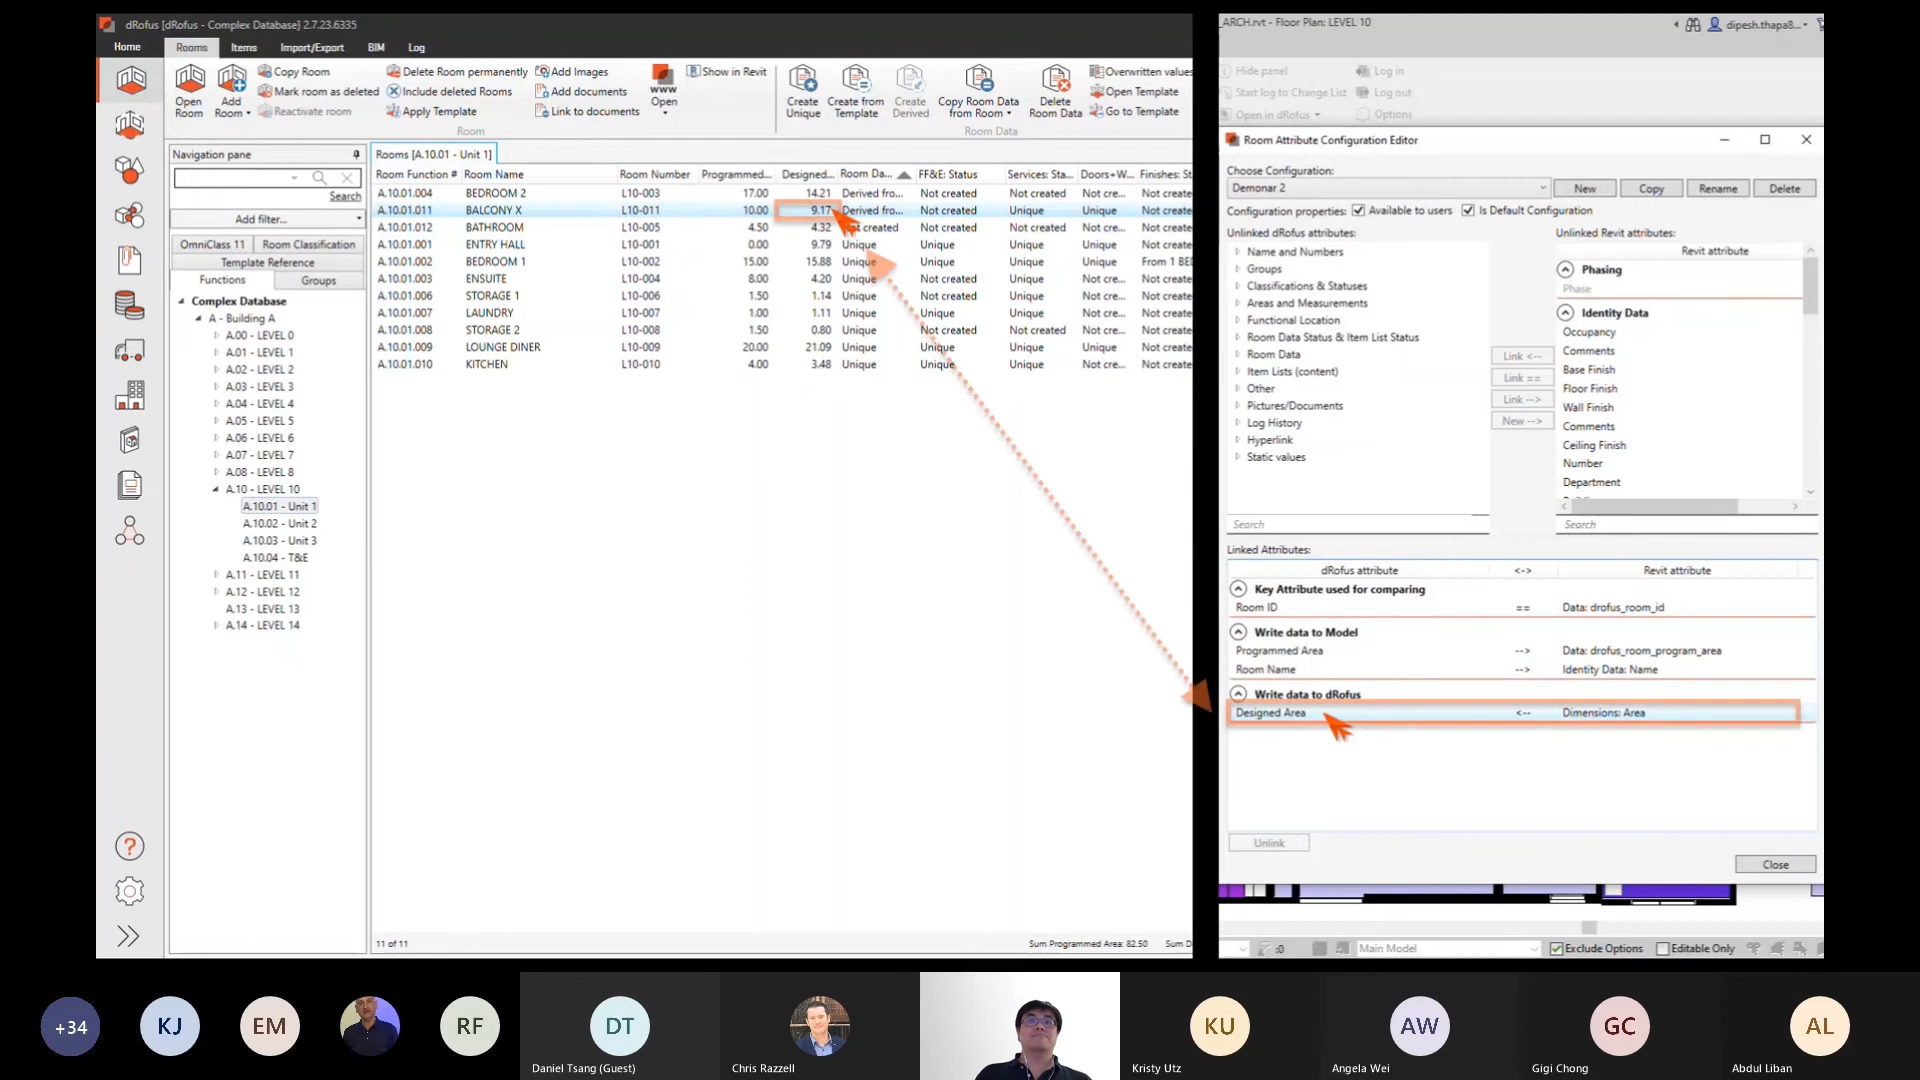 dRofus [dRofus - Complex Database] 2.7.23.6335
Home Rooms Items Import/Export BIM Log
Open Room
Add Room
Copy Room
Mark room as deleted
Reactivate room
Delete Room permanently
Include deleted Rooms
Apply Template
Add Images
Add documents
Link to documents
www
Open
Show in Revit
Room
Create Unique
Create from Template
Create Derived
Copy Room Data from Room
Delete Room Data
Overwritten values
Open Template
Go to Template
Room Data
Navigation pane
Search
Add filter...
OmniClass 11 Room Classification
Template Reference
Functions Groups
Complex Database
A - Building A
A.00 - LEVEL 0
A.01 - LEVEL 1
A.02 - LEVEL 2
A.03 - LEVEL 3
A.04 - LEVEL 4
A.05 - LEVEL 5
A.06 - LEVEL 6
A.07 - LEVEL 7
A.08 - LEVEL 8
A.10 - LEVEL 10
A.10.01 - Unit 1
A.10.02 - Unit 2
A.10.03 - Unit 3
A.10.04 - T&E
A.11 - LEVEL 11
A.12 - LEVEL 12
A.13 - LEVEL 13
A.14 - LEVEL 14
Rooms [A.10.01 - Unit 1]
Room Function # Room Name Room Number Programmed... Designed... Room Da... FF&E: Status Services: Sta... Doors+W... Finishes: St
A.10.01.004 BEDROOM 2 L10-003 17.00 14.21 Derived fro... Not created Not created Not cre... Not create
A.10.01.011 BALCONY X L10-011 10.00 9.17 Derived fro... Not created Unique Unique Not create
A.10.01.012 BATHROOM L10-005 4.50 4.32 created Not created Unique Not cre... Not create
A.10.01.001 ENTRY HALL L10-001 0.00 9.79 Unique Unique Unique Unique Not create
A.10.01.002 BEDROOM 1 L10-002 15.00 15.88 Unique Unique Unique Unique From 1 BED
A.10.01.003 ENSUITE L10-004 8.00 4.20 Unique Not created Unique Not cre... Not create
A.10.01.006 STORAGE 1 L10-006 1.50 1.14 Unique Not created Unique Not cre... Not create
A.10.01.007 LAUNDRY L10-007 1.00 1.11 Unique Unique Unique Not cre... Not create
A.10.01.008 STORAGE 2 L10-008 1.50 0.80 Unique Not created Not created Not cre... Not create
A.10.01.009 LOUNGE DINER L10-009 20.00 21.09 Unique Unique Unique Unique Not create
A.10.01.010 KITCHEN L10-010 4.00 3.48 Unique Unique Unique Not cre... Not create
11 of 11 Sum Programmed Area: 82.50 Sum D
_ARCH.rvt - Floor Plan: LEVEL 10 dipesh.thapa8...
Hide panel Log in
Start log to Change List Log out
Open in dRofus Options
Room Attribute Configuration Editor
Choose Configuration:
Demonar 2 New Copy Rename Delete
Configuration properties: Available to users Is Default Configuration
Unlinked dRofus attributes:
Name and Numbers
Groups
Classifications & Statuses
Areas and Measurements
Functional Location
Room Data Status & Item List Status
Room Data
Item Lists (content)
Other
Pictures/Documents
Log History
Hyperlink
Static values
Search
Link <--
Link ==
Link -->
New -->
Unlinked Revit attributes:
Revit attribute
Phasing
Phase
Identity Data
Occupancy
Comments
Base Finish
Floor Finish
Wall Finish
Comments
Ceiling Finish
Number
Department
Search
Linked Attributes:
dRofus attribute <-> Revit attribute
Key Attribute used for comparing
Room ID == Data: drofus_room_id
Write data to Model
Programmed Area --> Data: drofus_room_program_area
Room Name --> Identity Data: Name
Write data to dRofus
Designed Area <-- Dimensions: Area
Unlink
Close
:0 Main Model Exclude Options Editable Only
+34 KJ EM RF DT KU AW GC AL
Daniel Tsang (Guest) Chris Razzell Kristy Utz Angela Wei Gigi Chong Abdul Liban